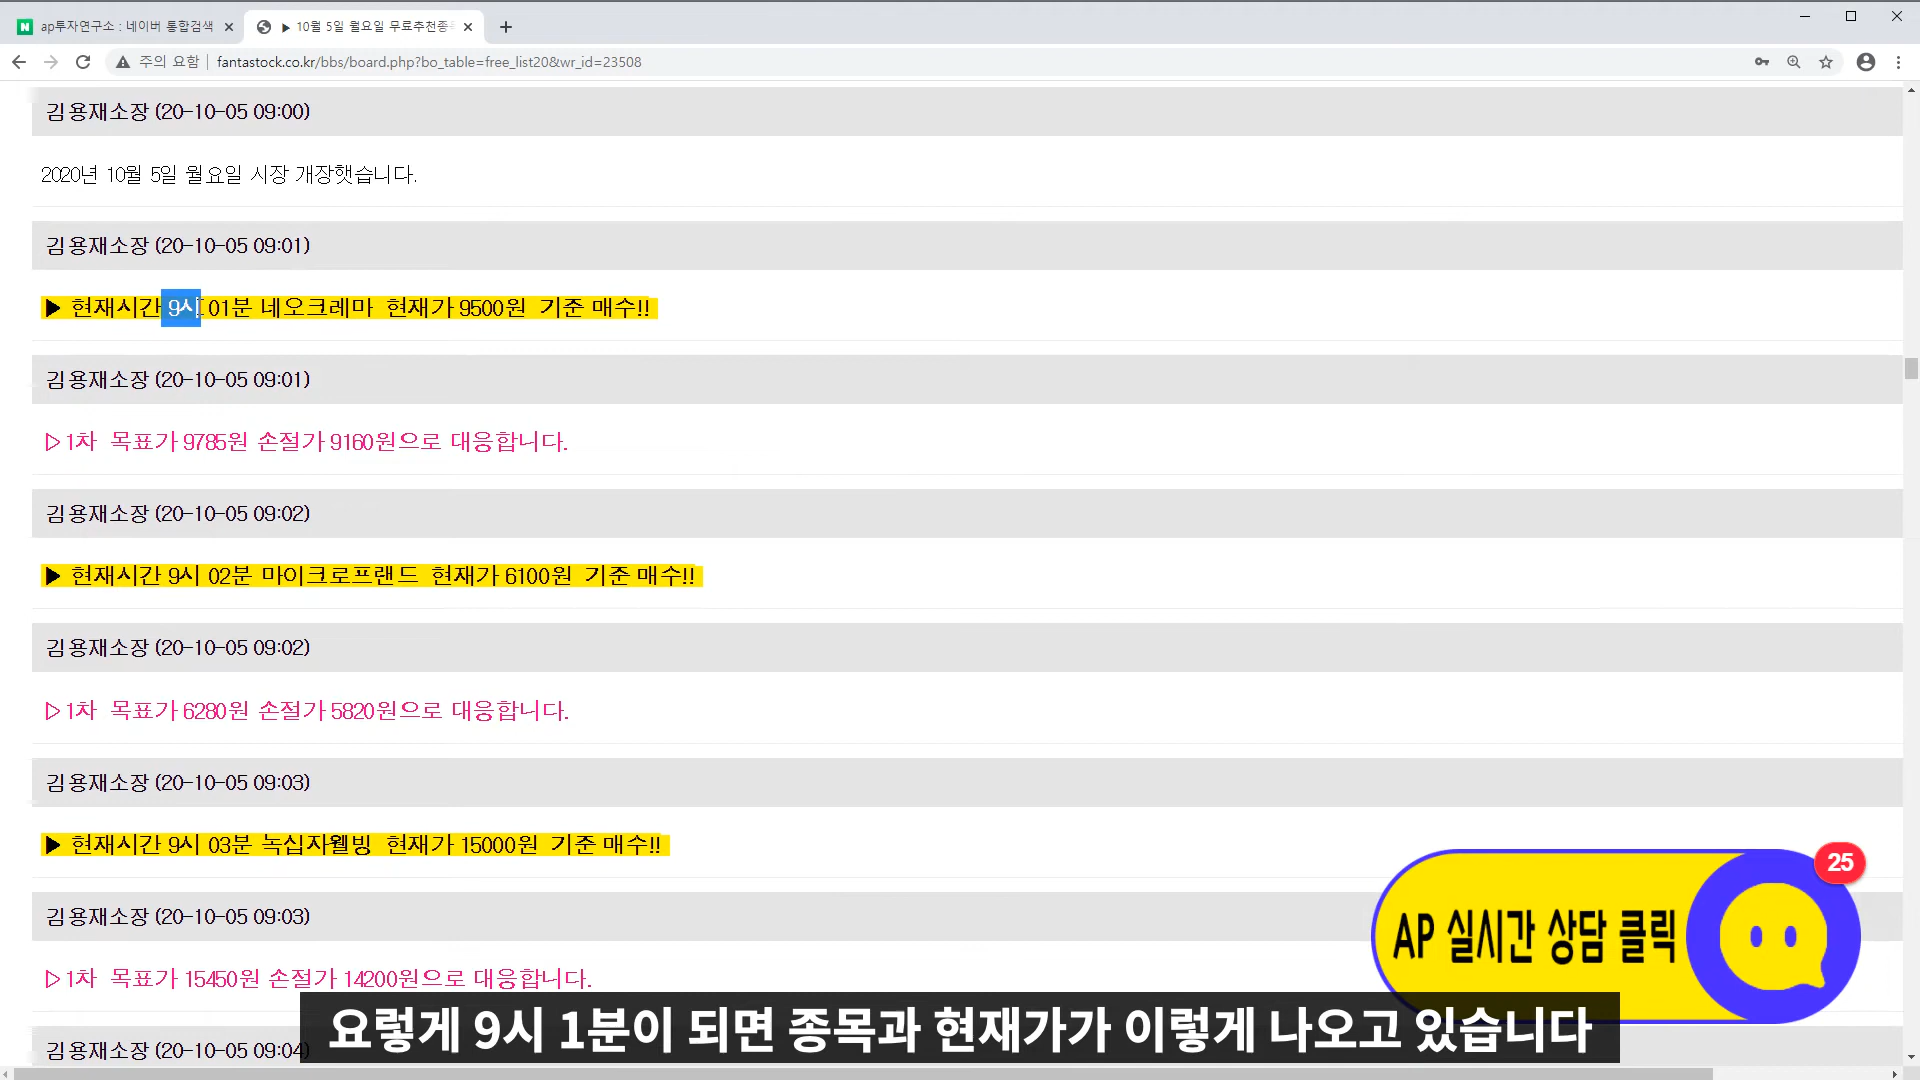 N ap투자연구소 : 네이버 통합검색
▶ 10월 5일 월요일 무료추천종목
주의 요함 | fantastock.co.kr/bbs/board.php?bo_table=free_list20&wr_id=23508
김용재소장 (20-10-05 09:00)
2020년 10월 5일 월요일 시장 개장햇습니다.
김용재소장 (20-10-05 09:01)
▶ 현재시간 9시 01분 네오크레마 현재가 9500원 기준 매수!!
김용재소장 (20-10-05 09:01)
▷1차 목표가 9785원 손절가 9160원으로 대응합니다.
김용재소장 (20-10-05 09:02)
▶ 현재시간 9시 02분 마이크로프랜드 현재가 6100원 기준 매수!!
김용재소장 (20-10-05 09:02)
▷1차 목표가 6280원 손절가 5820원으로 대응합니다.
김용재소장 (20-10-05 09:03)
▶ 현재시간 9시 03분 녹십자웰빙 현재가 15000원 기준 매수!!
25
김용재소장 (20-10-05 09:03)
AP 실시간 상담 클릭
▷1차 목표가 15450원 손절가 14200원으로 대응합니다.
김용재소장 (20-10-05 09:04)
요렇게 9시 1분이 되면 종목과 현재가가 이렇게 나오고 있습니다